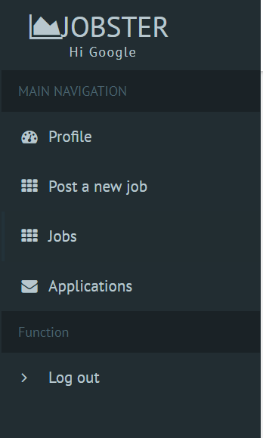 JOBSTER
Hi Google
MAIN NAVIGATION
Profile
Post a new job
Jobs
Applications
Function
Log out